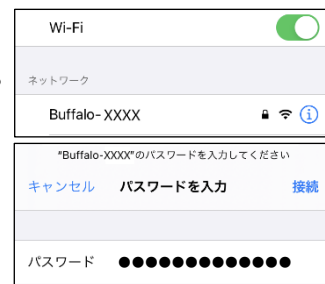 Wi-Fi
ネットワーク
Buffalo-XXXX
"Buffalo-XXXX"のパスワードを入力してください
キャンセル パスワードを入力 接続
パスワード ●●●●●●●●●●●●●